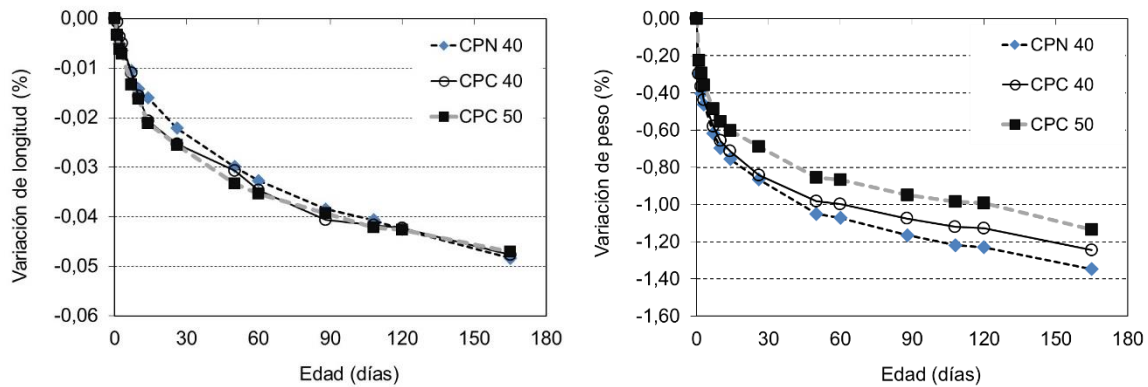 0,00
-0,01
-0,02
-0,03
-0,04
-0,05
-0,06
Variación de longitud (%)
CPN 40
CPC 40
CPC 50
0 30 60 90 120 150 180
Edad (días)
0,00
-0,20
-0,40
-0,60
-0,80
-1,00
-1,20
-1,40
-1,60
Variación de peso (%)
CPN 40
CPC 40
CPC 50
0 30 60 90 120 150 180
Edad (días)